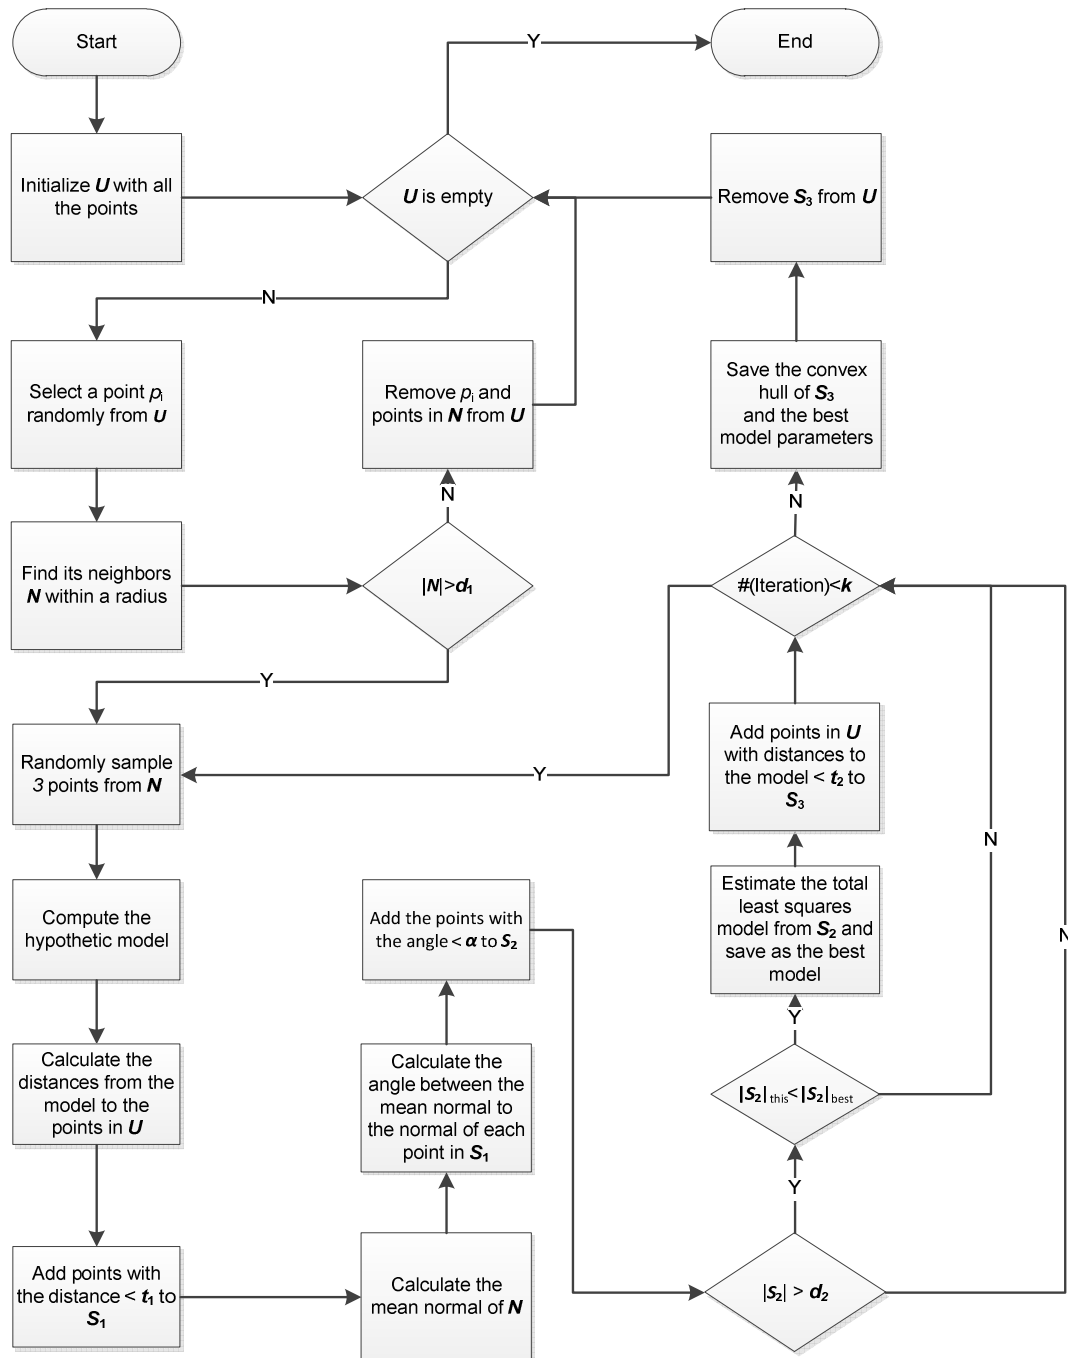 Start
Y
End
Initialize U with all
the points
U is empty
Remove S3 from U
N
Select a point pi
randomly from U
Remove pi and
points in N from U
Save the convex
hull of S3
and the best
model parameters
N
N
Find its neighbors
N within a radius
|N|>d1
#(Iteration)<k
Y
Randomly sample
3 points from N
Y
Add points in U
with distances to
the model < t2 to
S3
N
N
Compute the
hypothetic model
Add the points with
the angle < α to S2
Estimate the total
least squares
model from S2 and
save as the best
model
Y
Calculate the
distances from the
model to the
points in U
Calculate the
angle between the
mean normal to
the normal of each
point in S1
|S2| this<|S2| best
Y
Add points with
the distance < t1 to
S1
Calculate the
mean normal of N
|S2| > d2